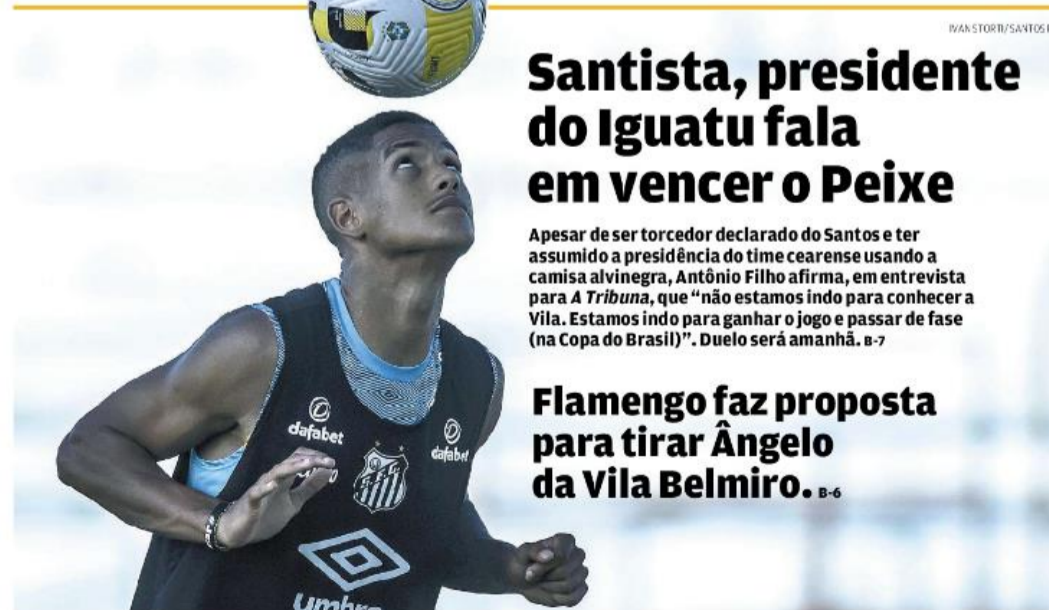 IVAN STORTI/SANTOS
Santista, presidente
do Iguatu fala
em vencer o Peixe
Apesar de ser torcedor declarado do Santos e ter
assumido a presidência do time cearense usando a
camisa alvinegra, Antônio Filho afirma, em entrevista
para A Tribuna, que “não estamos indo para conhecer a
Vila. Estamos indo para ganhar o jogo e passar de fase
(na Copa do Brasil)”. Duelo será amanhã. B-7
Flamengo faz proposta
para tirar Ângelo
da Vila Belmiro. B-6
dafabet
dafabet
S.F.C
umbro